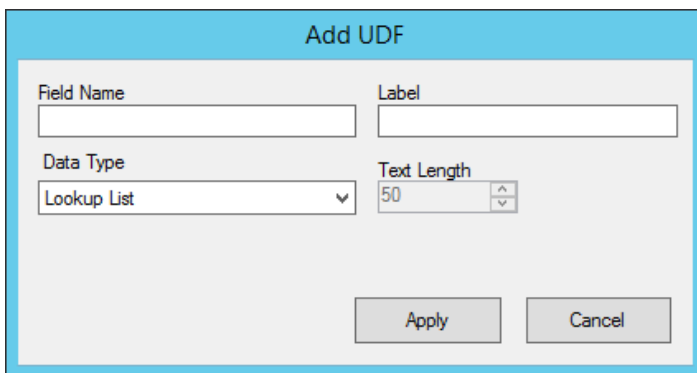 Add UDF
Field Name Label
Data Type Text Length
Lookup List 50
Apply Cancel